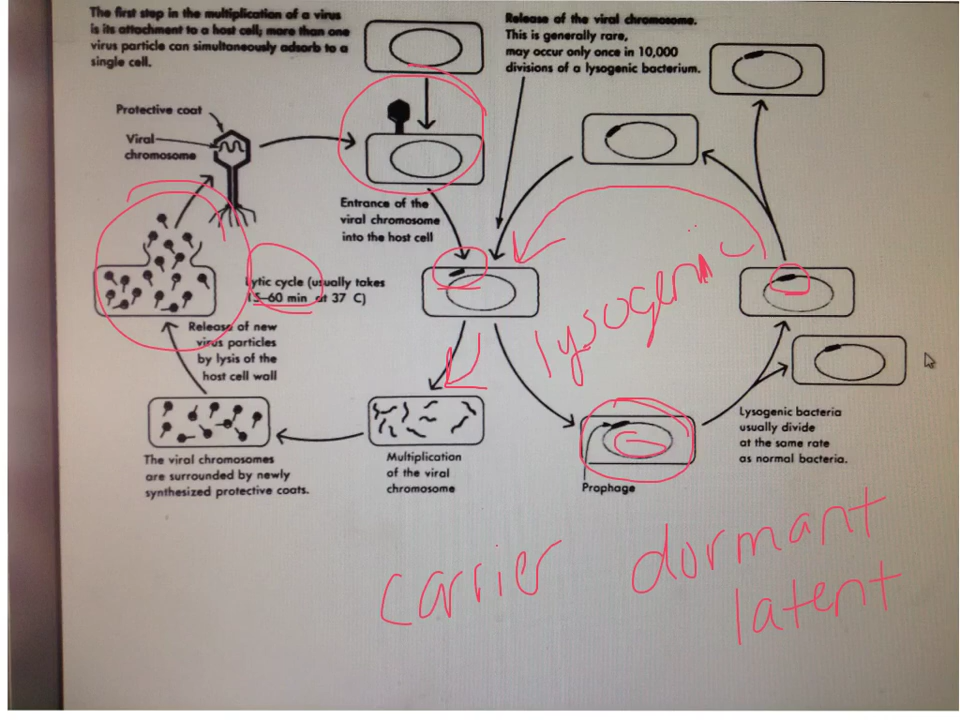 The first step in the multiplication of a virus
is its attachment to a host cell; more than one
virus particle can simultaneously adsorb to a
single cell.
Release of the viral chromosome.
This is generally rare,
may occur only once in 10,000
divisions of a lysogenic bacterium.
Protective coat
Viral
chromosome
Entrance of the
viral chromosome
into the host cell
Lytic cycle (usually takes
15–60 min at 37 C)
lysogenic
Release of new
virus particles
by lysis of the
host cell wall
Lysogenic bacteria
usually divide
at the same rate
as normal bacteria.
The viral chromosomes
are surrounded by newly
synthesized protective coats.
Multiplication
of the viral
chromosome
Prophage
carrier dormant
latent